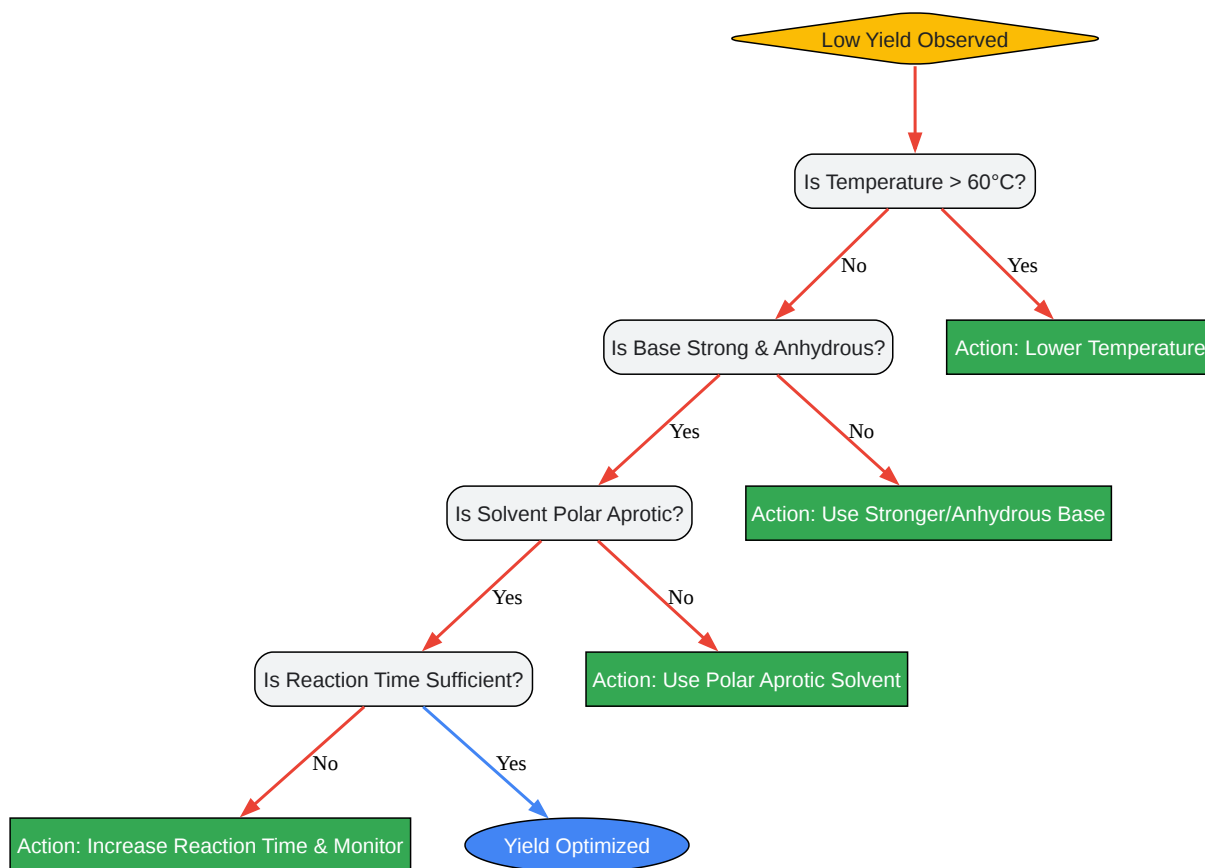 Low Yield Observed
Is Temperature > 60°C?
No
Yes
Is Base Strong & Anhydrous?
Action: Lower Temperature
Yes
No
Is Solvent Polar Aprotic?
Action: Use Stronger/Anhydrous Base
Yes
No
Is Reaction Time Sufficient?
Action: Use Polar Aprotic Solvent
No
Yes
Action: Increase Reaction Time & Monitor
Yield Optimized